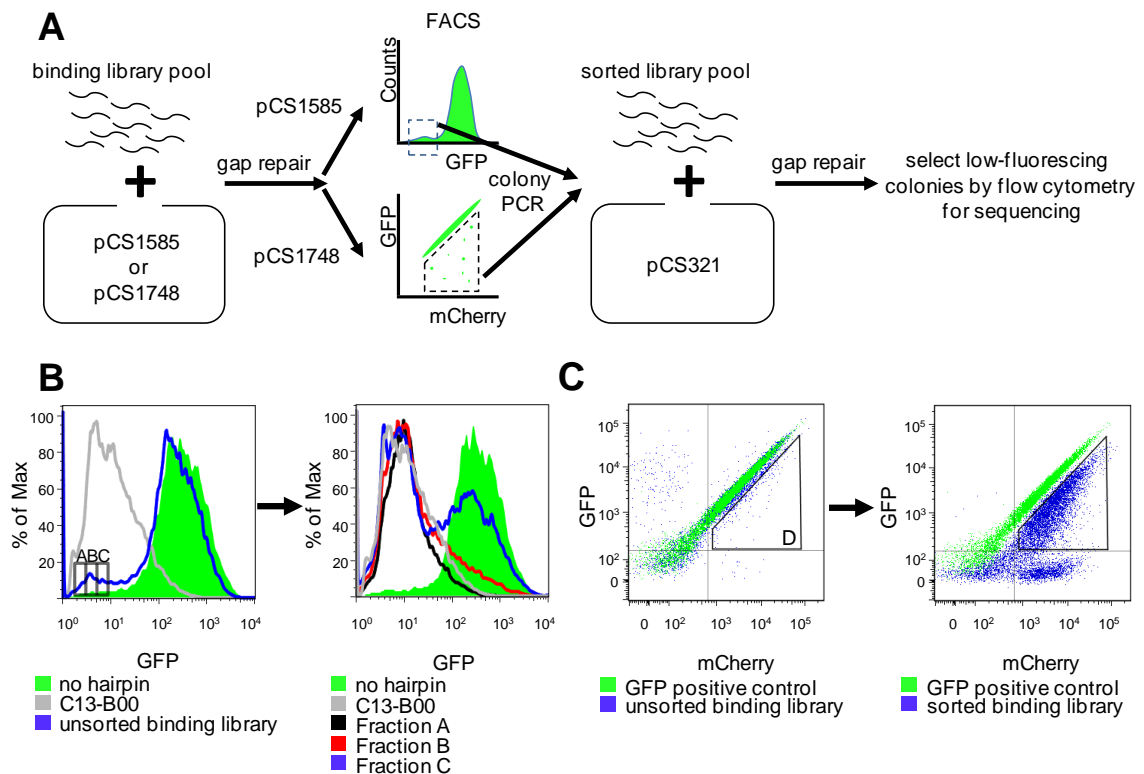 A
FACS
binding library pool
sorted library pool
Counts
GFP
pCS1585
gap repair
pCS1748
colony
PCR
GFP
mCherry
pCS1585
or
pCS1748
pCS321
gap repair
select low-fluorescing
colonies by flow cytometry
for sequencing
B
% of Max
100
80
60
40
20
ABC
10^0 10^1 10^2 10^3 10^4
GFP
no hairpin
C13-B00
unsorted binding library
% of Max
100
80
60
40
20
10^0 10^1 10^2 10^3 10^4
GFP
no hairpin
C13-B00
Fraction A
Fraction B
Fraction C
C
GFP
10^5
10^4
10^3
10^2
0
D
0 10^2 10^3 10^4 10^5
mCherry
GFP positive control
unsorted binding library
GFP
10^5
10^4
10^3
10^2
0
0 10^2 10^3 10^4 10^5
mCherry
GFP positive control
sorted binding library